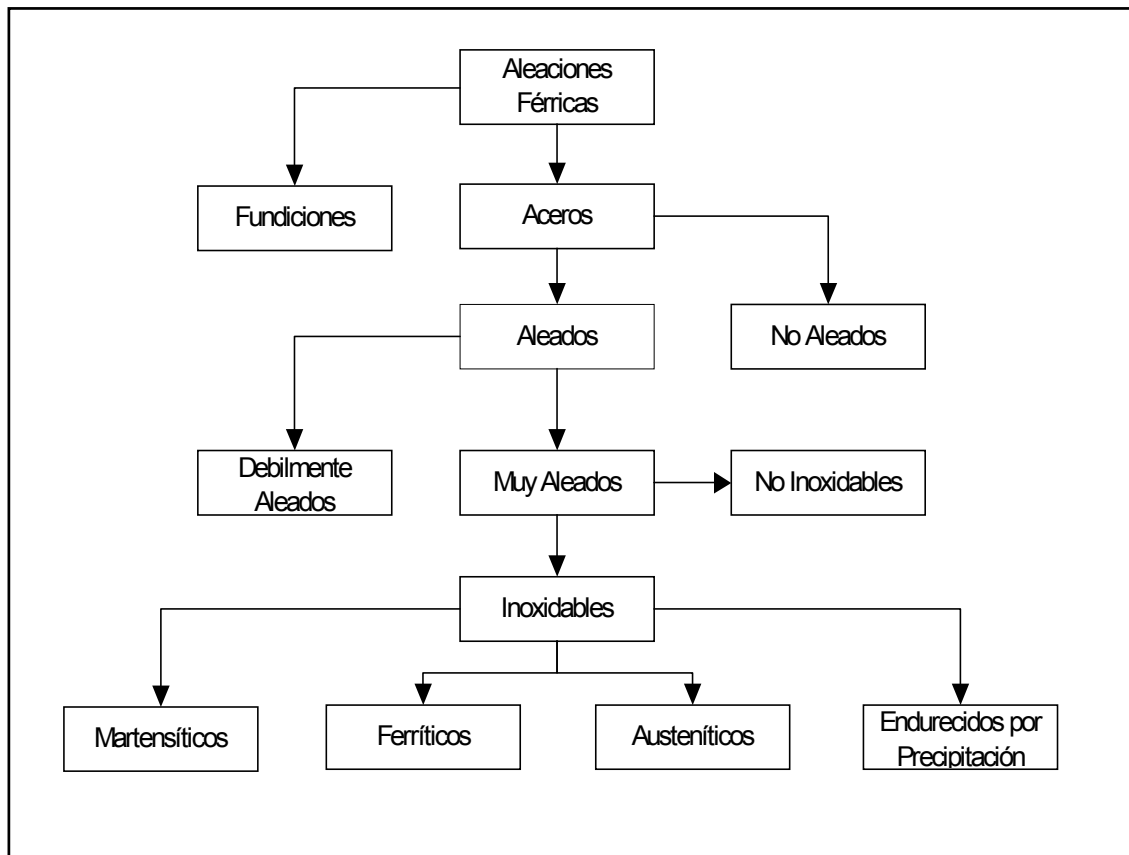 Aleaciones
Férricas
Fundiciones
Aceros
Aleados
No Aleados
Debilmente
Aleados
Muy Aleados
No Inoxidables
Inoxidables
Martensíticos
Ferríticos
Austeníticos
Endurecidos por
Precipitación